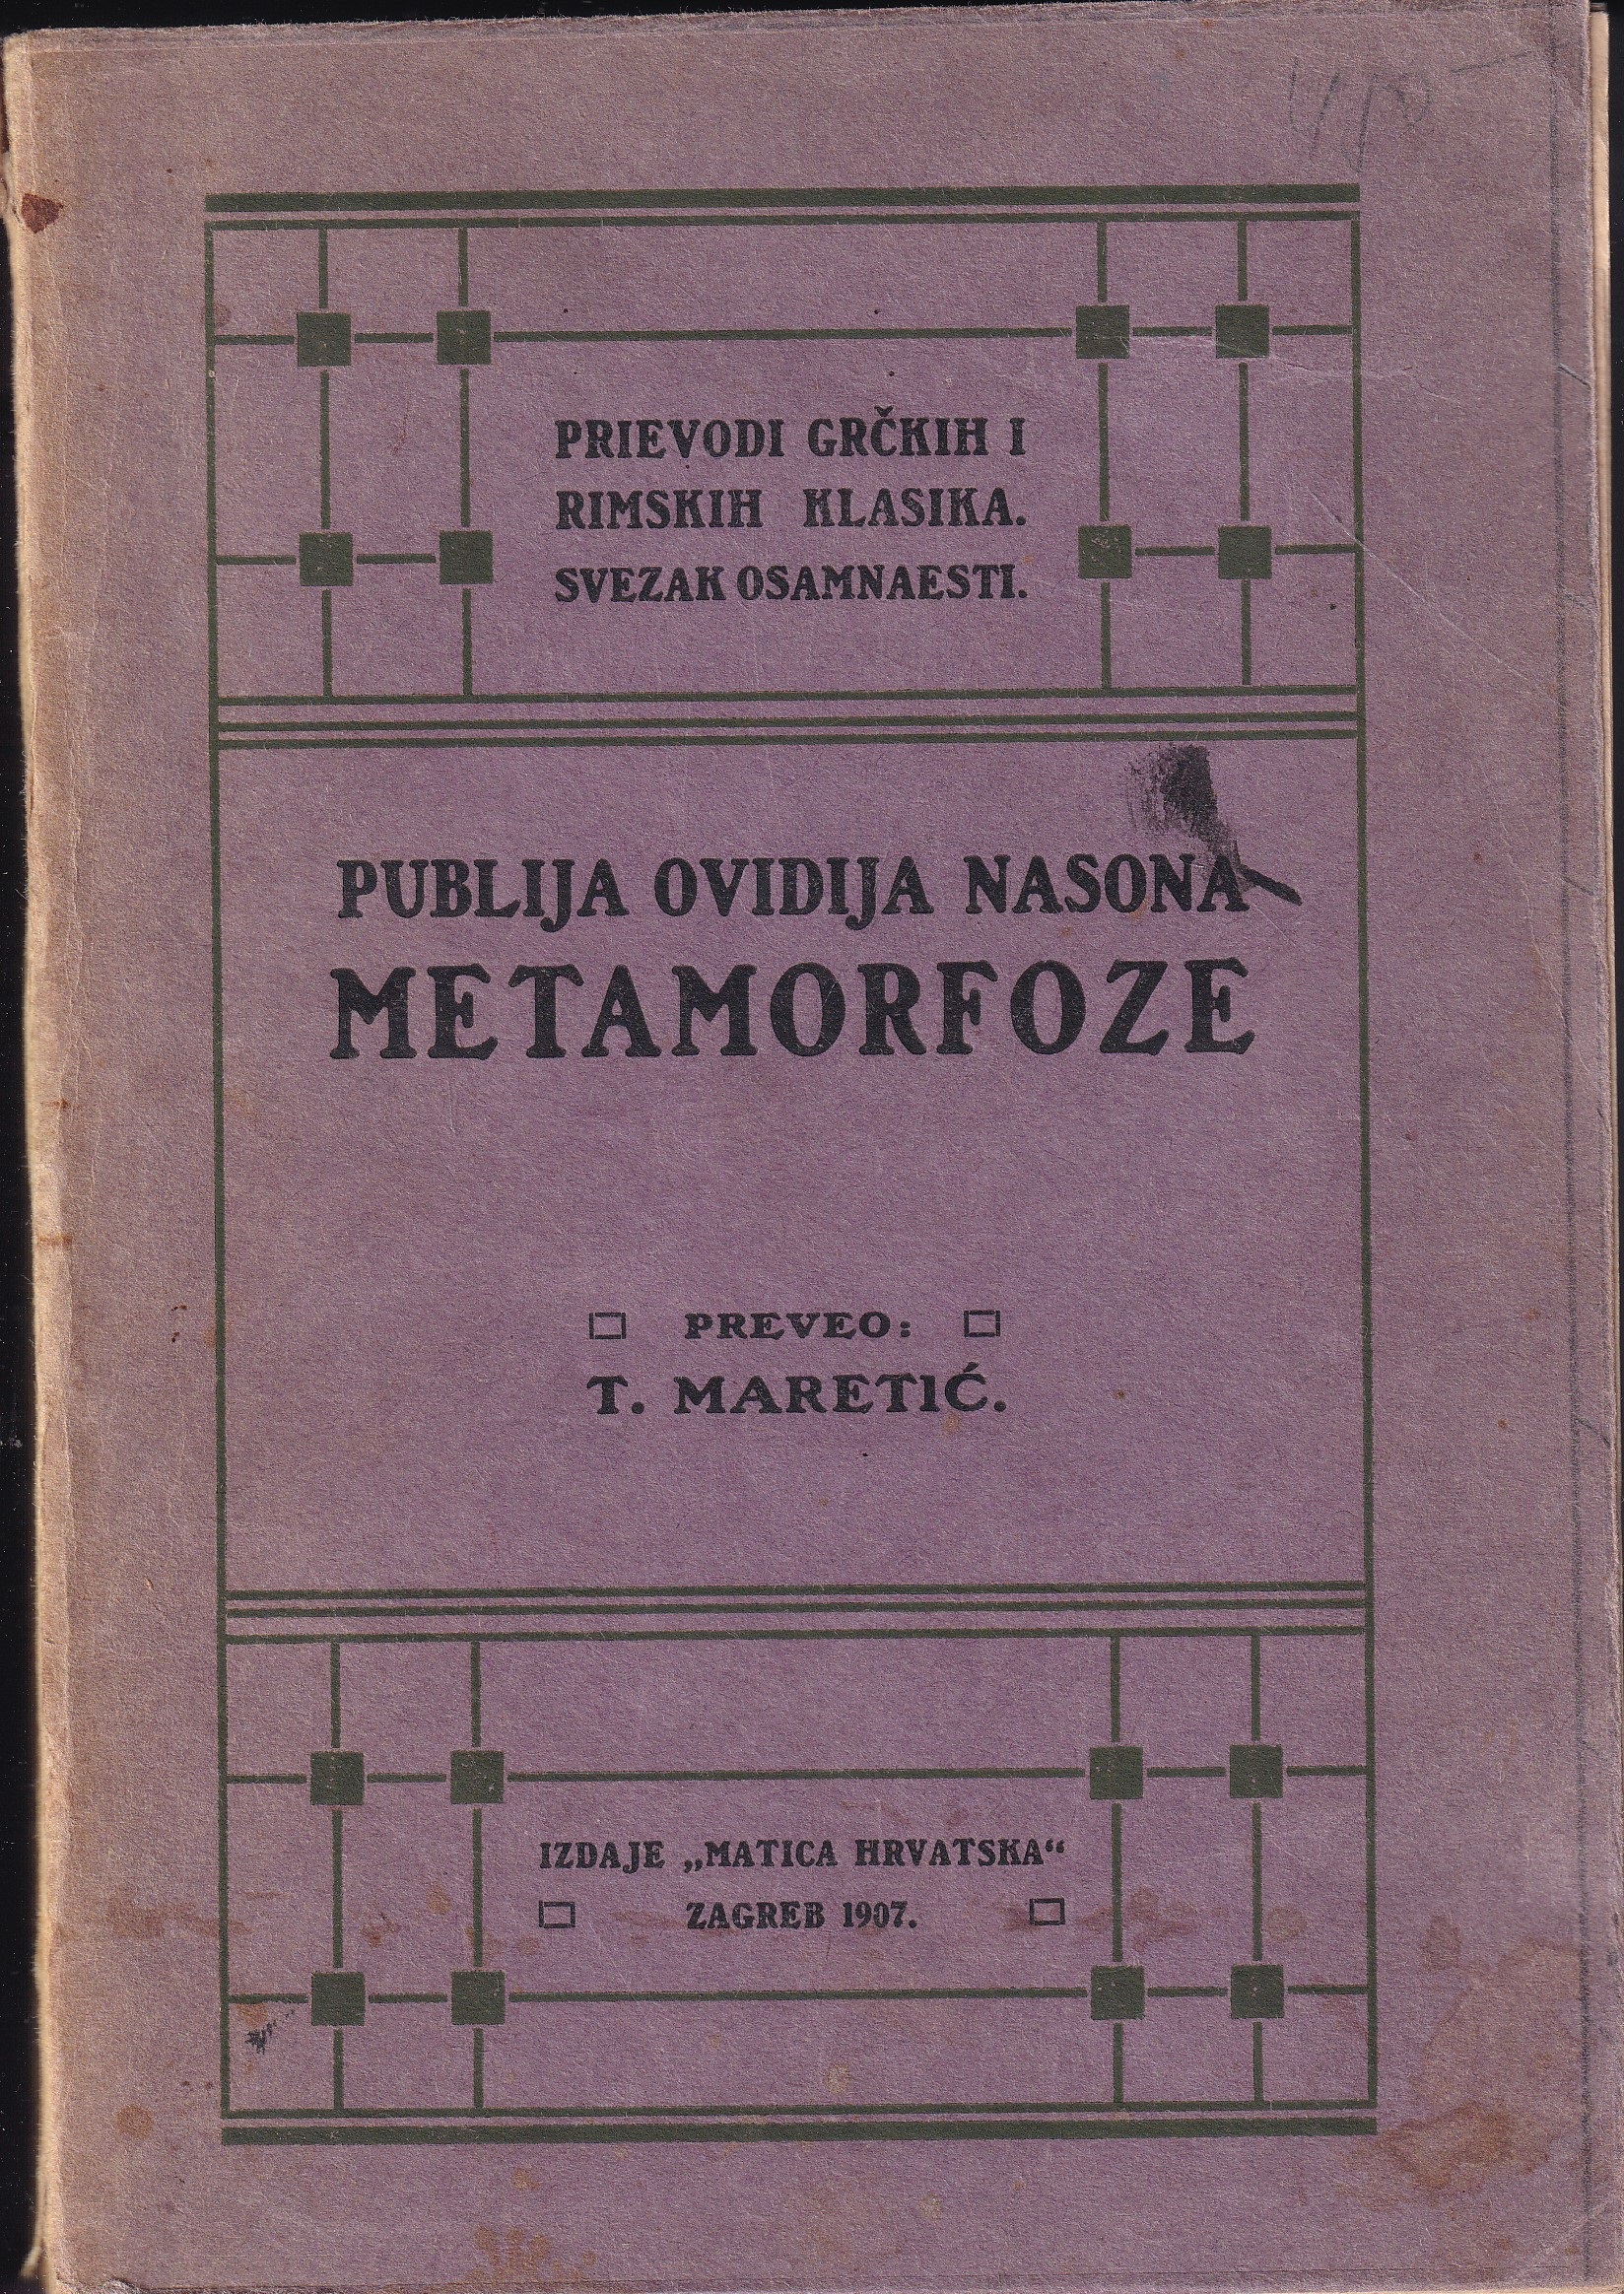 PRIEVODI GRČKIH I
RIMSKIH KLASIKA.
SVEZAK OSAMNAESTI.
PUBLIJA OVIDIJA NASONA
METAMORFOZE
PREVEO:
T. MARETIĆ.
IZDAJE „MATICA HRVATSKA“
ZAGREB 1907.